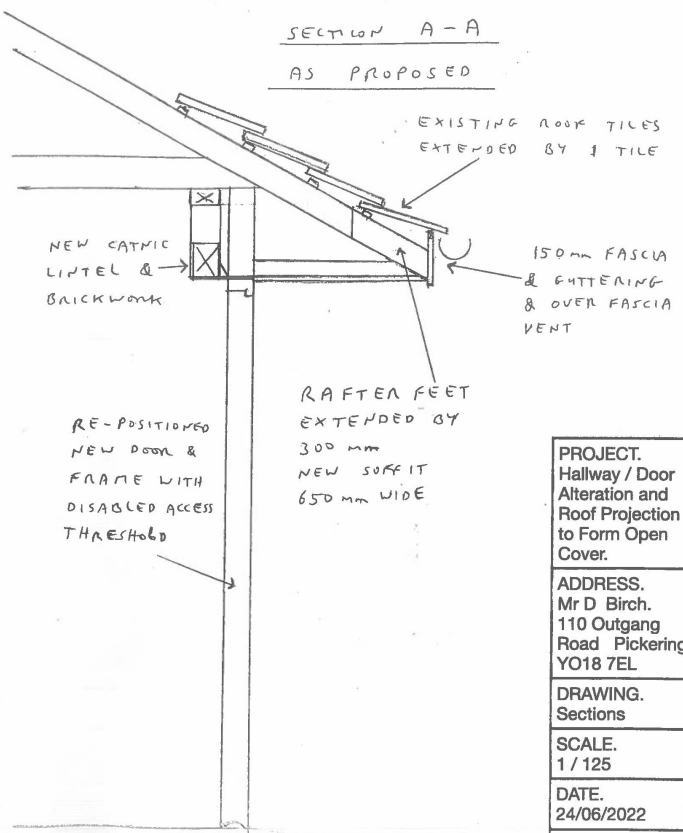 SECTION A-A
AS PROPOSED
EXISTING ROOF TILES
EXTENDED BY 1 TILE
NEW CATNIC
LINTEL &
BRICKWORK
150mm FASCIA
& GUTTERING
& OVER FASCIA
VENT
RAFTER FEET
EXTENDED BY
300 mm
NEW SOFFIT
650 mm WIDE
RE-POSITIONED
NEW DOOR &
FRAME WITH
DISABLED ACCESS
THRESHOLD
PROJECT.
Hallway / Door
Alteration and
Roof Projection
to Form Open
Cover.
ADDRESS.
Mr D Birch.
110 Outgang
Road Pickering
YO18 7EL
DRAWING.
Sections
SCALE.
1 / 125
DATE.
24/06/2022